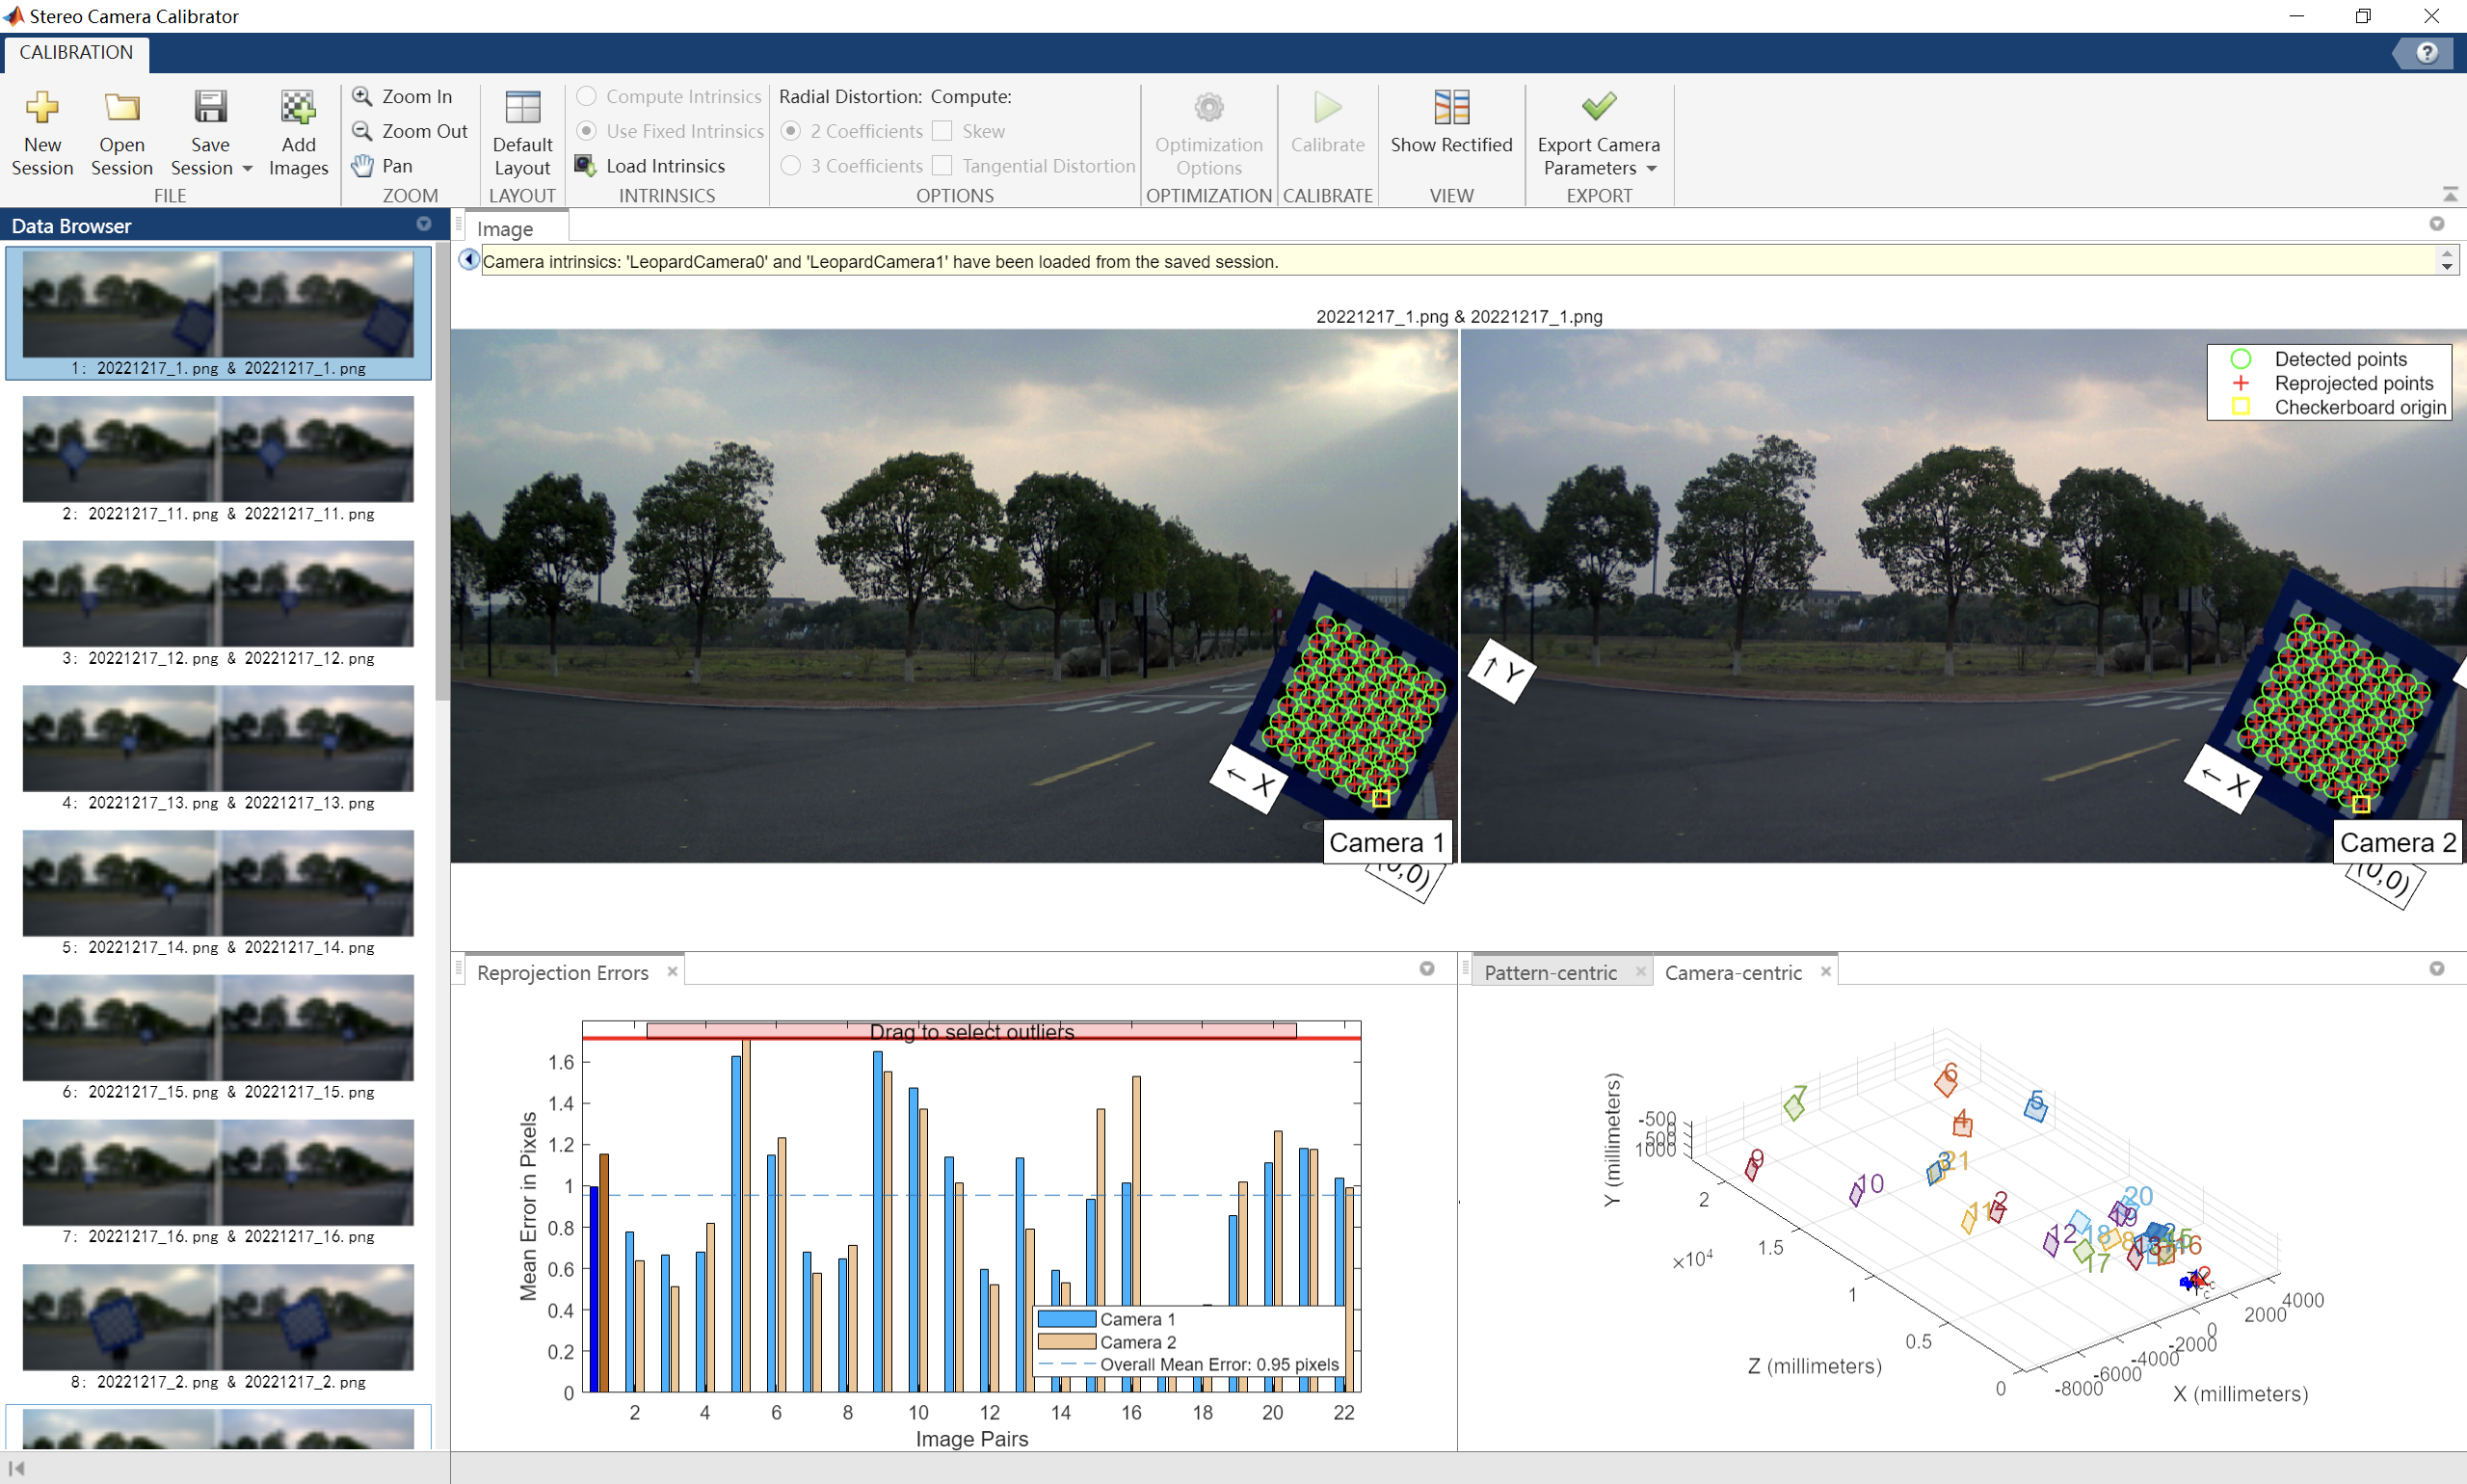 Stereo Camera Calibrator
CALIBRATION
?
New Session
Open Session
Save Session
Add Images
FILE
Zoom In
Zoom Out
Pan
ZOOM
Default Layout
LAYOUT
Compute Intrinsics
Use Fixed Intrinsics
Load Intrinsics
INTRINSICS
Radial Distortion: Compute:
2 Coefficients Skew
3 Coefficients Tangential Distortion
OPTIONS
Optimization Options
OPTIMIZATION
Calibrate
CALIBRATE
Show Rectified
VIEW
Export Camera Parameters
EXPORT
Data Browser
1: 20221217_1.png & 20221217_1.png
2: 20221217_11.png & 20221217_11.png
3: 20221217_12.png & 20221217_12.png
4: 20221217_13.png & 20221217_13.png
5: 20221217_14.png & 20221217_14.png
6: 20221217_15.png & 20221217_15.png
7: 20221217_16.png & 20221217_16.png
8: 20221217_2.png & 20221217_2.png
Image
Camera intrinsics: 'LeopardCamera0' and 'LeopardCamera1' have been loaded from the saved session.
20221217_1.png & 20221217_1.png
Detected points
Reprojected points
Checkerboard origin
← X
Camera 1
(0,0)
↑ Y
← X
Camera 2
(0,0)
Reprojection Errors
Drag to select outliers
Mean Error in Pixels
1.6
1.4
1.2
1
0.8
0.6
0.4
0.2
0
Camera 1
Camera 2
Overall Mean Error: 0.95 pixels
2 4 6 8 10 12 14 16 18 20 22
Image Pairs
Pattern-centric
Camera-centric
Y (millimeters)
-500
500
1000
2
×10⁴
1.5
1
0.5
0
Z (millimeters)
-8000
-6000
-4000
-2000
0
2000
4000
X (millimeters)
6
7
5
4
9
3
21
10
11
2
20
19
12
18
8
17
16